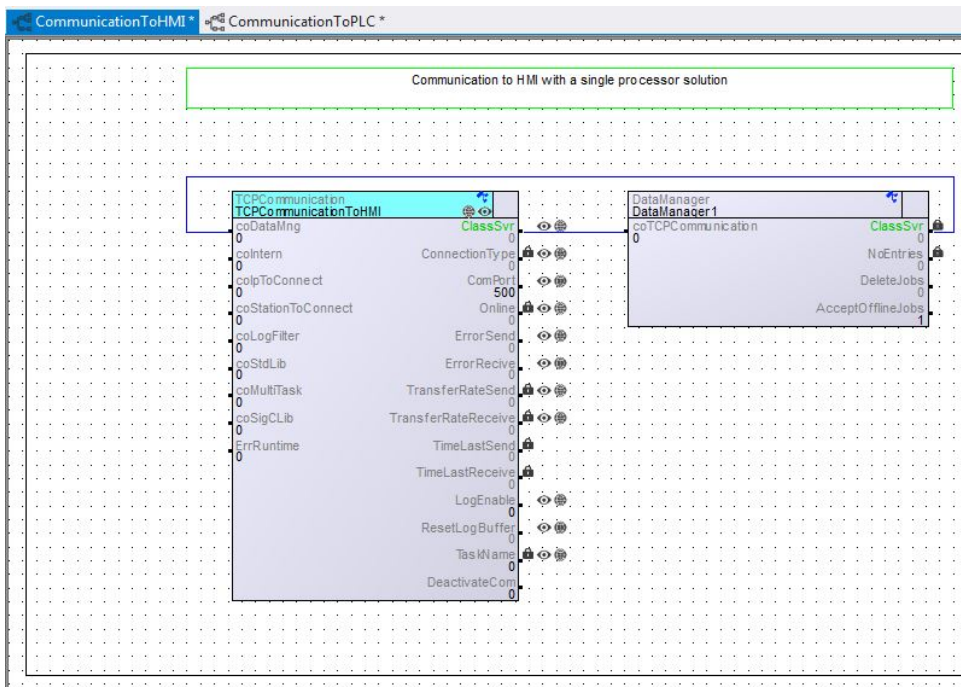 CommunicationToHMI * CommunicationToPLC *
Communication to HMI with a single processor solution
TCPCommunication
TCPCommunicationToHMI
coDataMng ClassSvr
0 0
coIntern ConnectionType
0 0
coIpToConnect ComPort
0 500
coStationToConnect Online
0 0
coLogFilter ErrorSend
0 0
coStdLib ErrorRecive
0 0
coMultiTask TransferRateSend
0 0
coSigCLib TransferRateReceive
0 0
ErrRuntime TimeLastSend
0 0
TimeLastReceive
0
LogEnable
0
ResetLogBuffer
0
TaskName
0
DeactivateCom
0
DataManager
DataManager1
coTCPCommunication ClassSvr
0 0
NoEntries
0
DeleteJobs
0
AcceptOfflineJobs
1